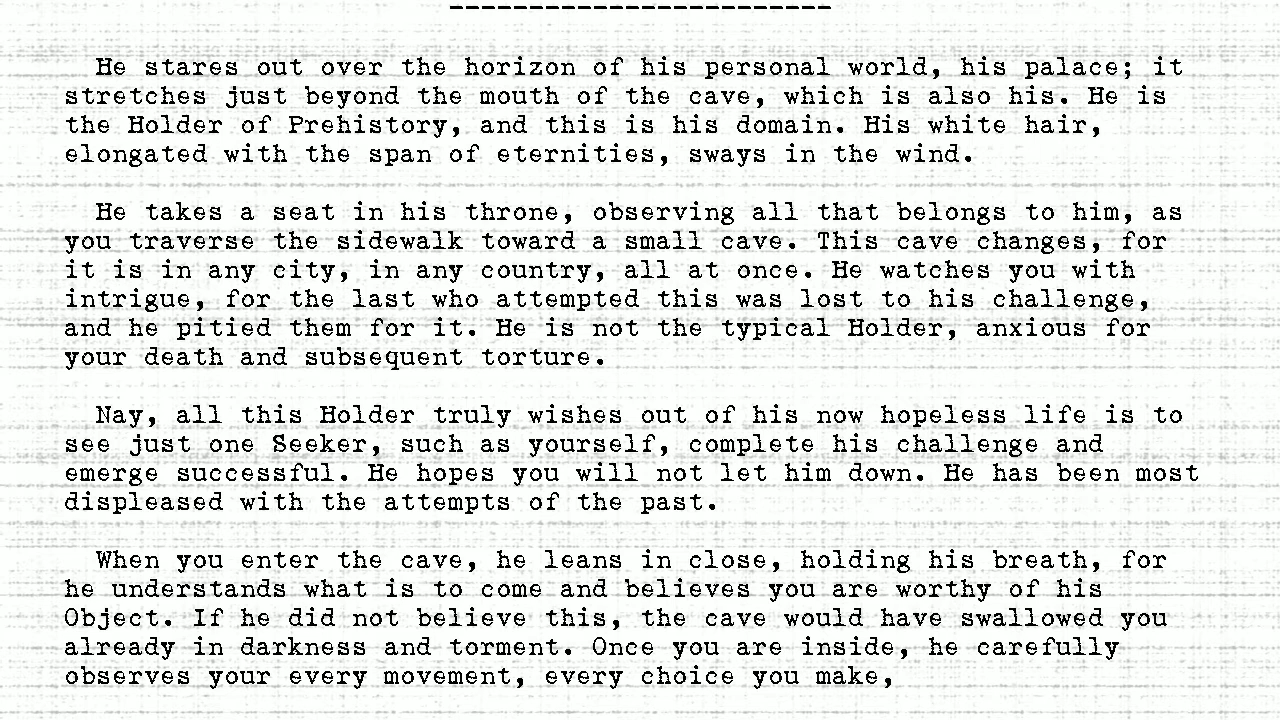 ------------------------
He stares out over the horizon of his personal world, his palace; it
stretches just beyond the mouth of the cave, which is also his. He is
the Holder of Prehistory, and this is his domain. His white hair,
elongated with the span of eternities, sways in the wind.
He takes a seat in his throne, observing all that belongs to him, as
you traverse the sidewalk toward a small cave. This cave changes, for
it is in any city, in any country, all at once. He watches you with
intrigue, for the last who attempted this was lost to his challenge,
and he pitied them for it. He is not the typical Holder, anxious for
your death and subsequent torture.
Nay, all this Holder truly wishes out of his now hopeless life is to
see just one Seeker, such as yourself, complete his challenge and
emerge successful. He hopes you will not let him down. He has been most
displeased with the attempts of the past.
When you enter the cave, he leans in close, holding his breath, for
he understands what is to come and believes you are worthy of his
Object. If he did not believe this, the cave would have swallowed you
already in darkness and torment. Once you are inside, he carefully
observes your every movement, every choice you make,